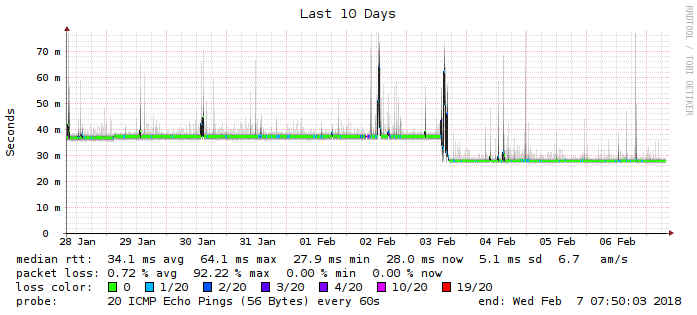 Last 10 Days
RRDTOOL / TOBI OETIKER
Seconds
70 m
60 m
50 m
40 m
30 m
20 m
10 m
0
28 Jan 29 Jan 30 Jan 31 Jan 01 Feb 02 Feb 03 Feb 04 Feb 05 Feb 06 Feb
median rtt: 34.1 ms avg 64.1 ms max 27.9 ms min 28.0 ms now 5.1 ms sd 6.7 am/s
packet loss: 0.72 % avg 92.22 % max 0.00 % min 0.00 % now
loss color: 0 1/20 2/20 3/20 4/20 10/20 19/20
probe: 20 ICMP Echo Pings (56 Bytes) every 60s end: Wed Feb 7 07:50:03 2018